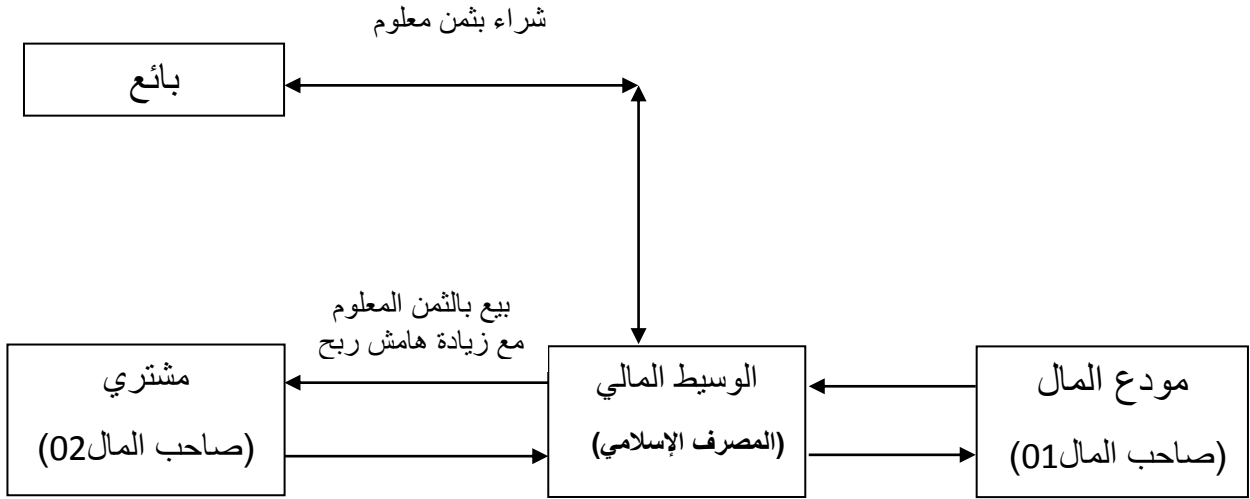 شراء بثمن معلوم
بائع
بيع بالثمن المعلوم
مع زيادة هامش ربح
مودع المال
(صاحب المال01)
الوسيط المالي
(المصرف الإسلامي)
مشتري
(صاحب المال02)